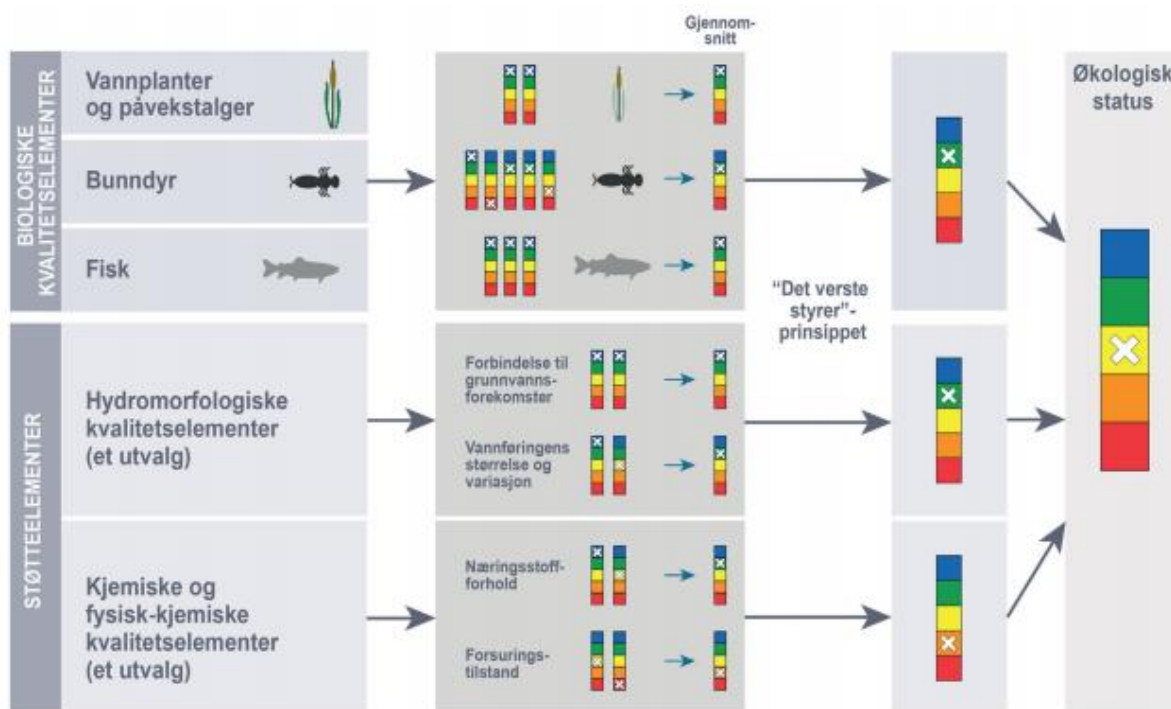 Gjennom-
snitt
BIOLOGISKE
KVALITETSELEMENTER
Vannplanter
og påvekstalger
Bunndyr
Fisk
"Det verste
styrer"-
prinsippet
Økologisk
status
STØTTEELEMENTER
Hydromorfologiske
kvalitetselementer
(et utvalg)
Forbindelse til
grunnvanns-
forekomster
Vannføringens
størrelse og
variasjon
Kjemiske og
fysisk-kjemiske
kvalitetselementer
(et utvalg)
Næringsstoff-
forhold
Forsurings-
tilstand